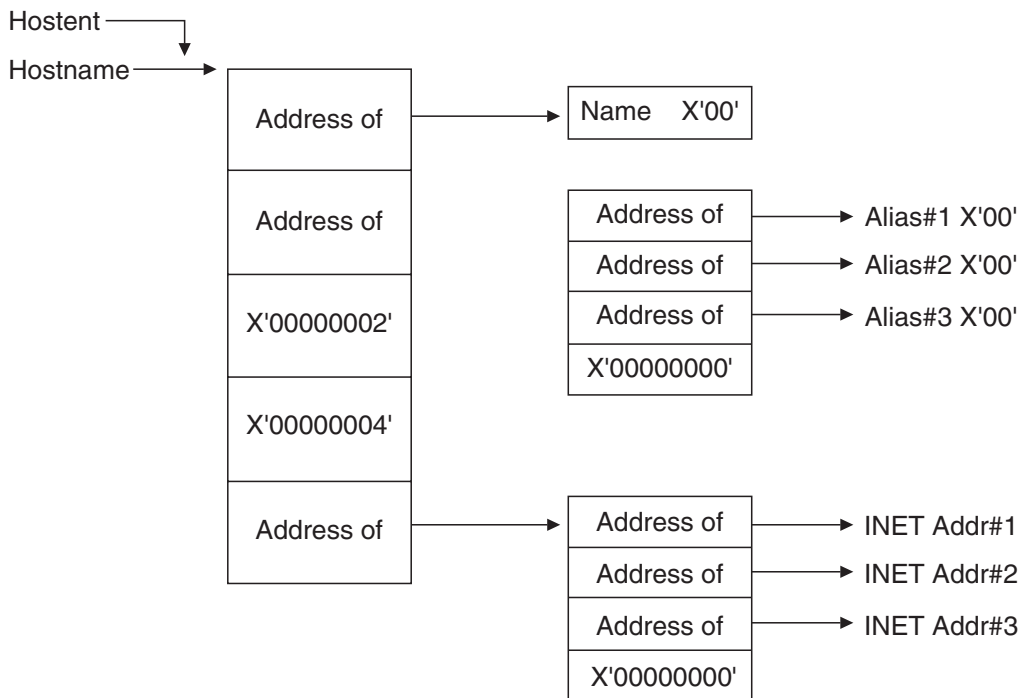 Hostent
Hostname
Address of
Name X'00'
Address of
Address of
Alias#1 X'00'
Address of
Alias#2 X'00'
X'00000002'
Address of
Alias#3 X'00'
X'00000000'
X'00000004'
Address of
Address of
INET Addr#1
Address of
INET Addr#2
Address of
INET Addr#3
X'00000000'